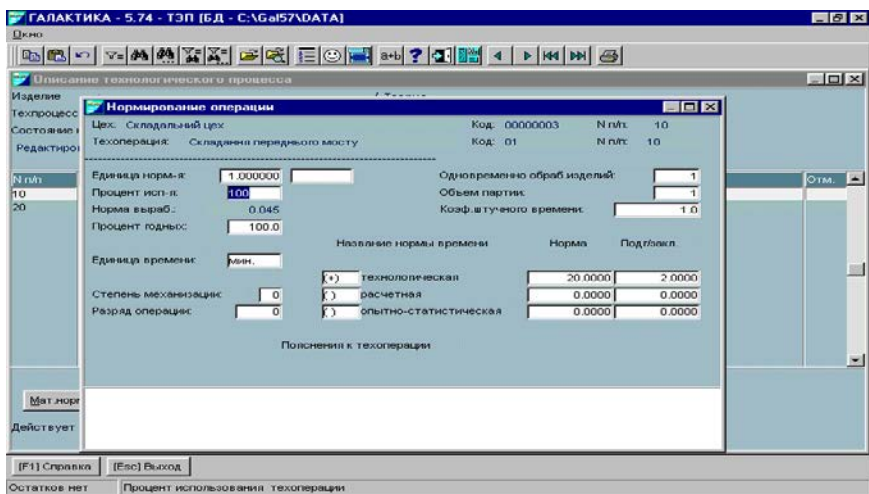 ГАЛАКТИКА - 5.74 - ТЭП [БД - C:\Gal57\DATA]
Окно
Описание технологического процесса
Изделие
Техпроцесс
Состояние
Редактиро
N п/п Отм.
10
20
Нормирование операции
Цех: Складальний цех Код: 00000003 N п/п: 10
Техоперация: Складання переднього мосту Код: 01 N п/п: 10
Единица норм-я: 1.000000 Одновременно обраб изделий: 1
Процент исп-я: 100 Объем партии: 1
Норма выраб.: 0.045 Коэф.штучного времени: 1.0
Процент годных: 100.0
Название нормы времени Норма Подг/закл.
Единица времени: мин.
(+) технологическая 20.0000 2.0000
Степень механизации: 0 ( ) расчетная 0.0000 0.0000
Разряд операции: 0 ( ) опытно-статистическая 0.0000 0.0000
Пояснения к техоперации
Мат.норм
Действует
[F1] Справка [Esc] Выход
Остатков нет Процент использования техоперации